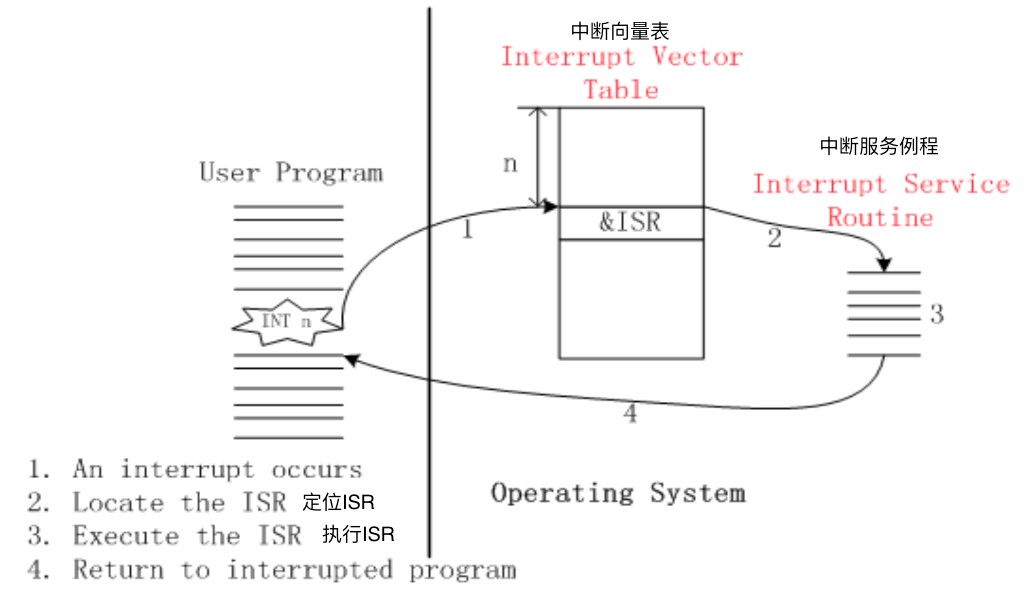 中断向量表
Interrupt Vector
Table
中断服务例程
Interrupt Service
Routine
User Program
n
&ISR
1
2
3
INT n
4
1. An interrupt occurs
2. Locate the ISR 定位ISR
3. Execute the ISR 执行ISR
4. Return to interrupted program
Operating System